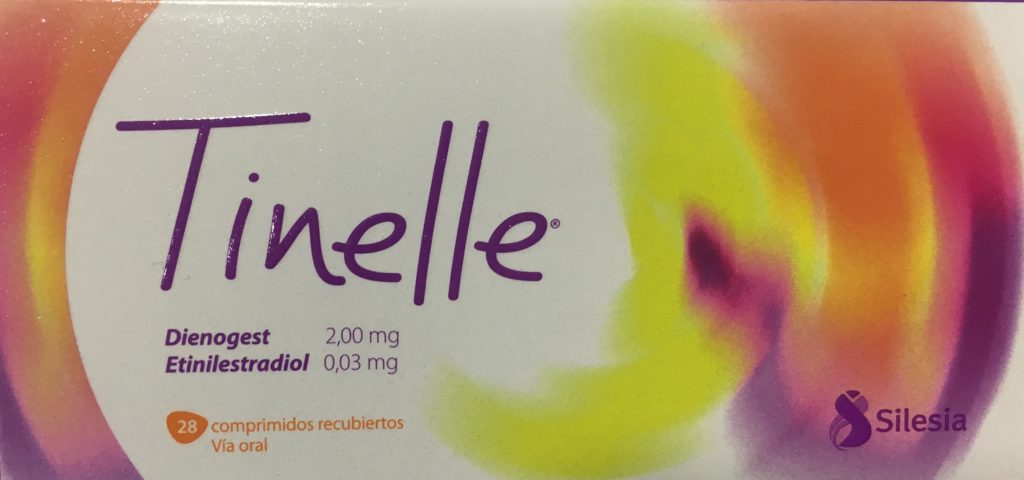 Tinelle®
Dienogest 2,00 mg
Etinilestradiol 0,03 mg
28 comprimidos recubiertos
Vía oral
Silesia